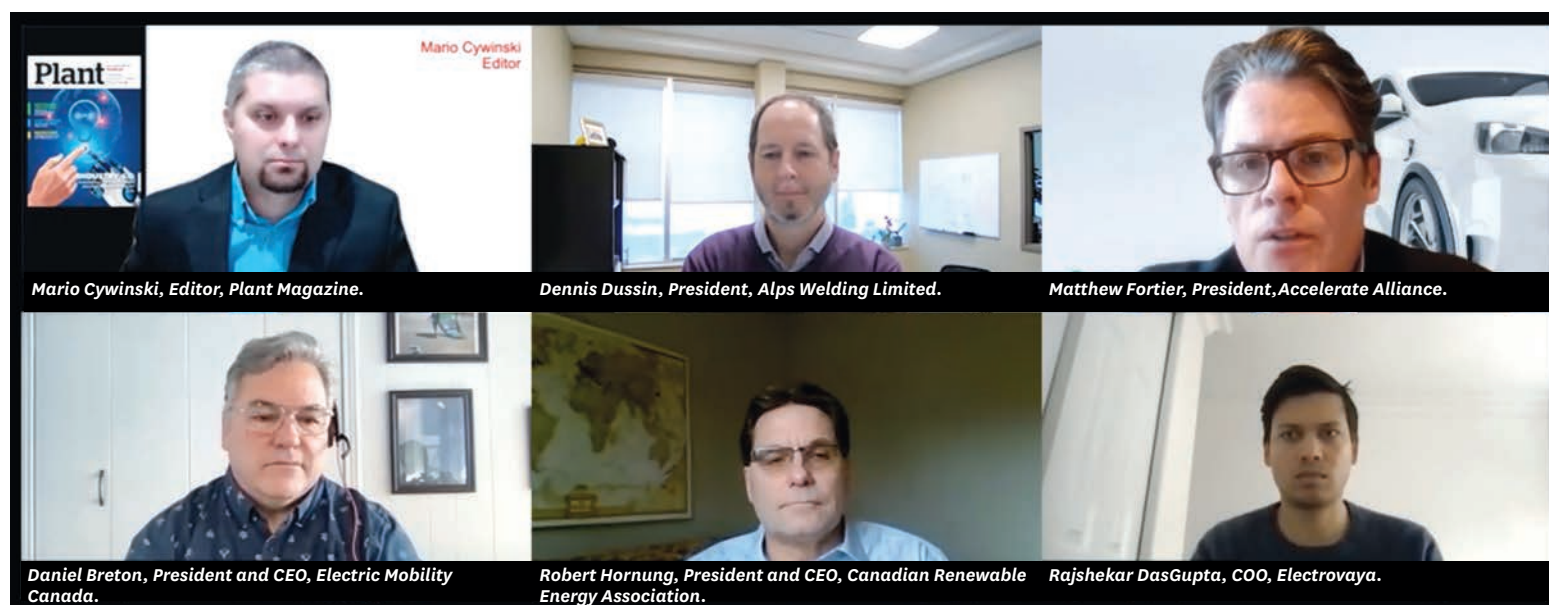 Mario Cywinski
Editor
Plant
Mario Cywinski, Editor, Plant Magazine.
Dennis Dussin, President, Alps Welding Limited.
Matthew Fortier, President,Accelerate Alliance.
Daniel Breton, President and CEO, Electric Mobility
Canada.
Robert Hornung, President and CEO, Canadian Renewable
Energy Association.
Rajshekar DasGupta, COO, Electrovaya.